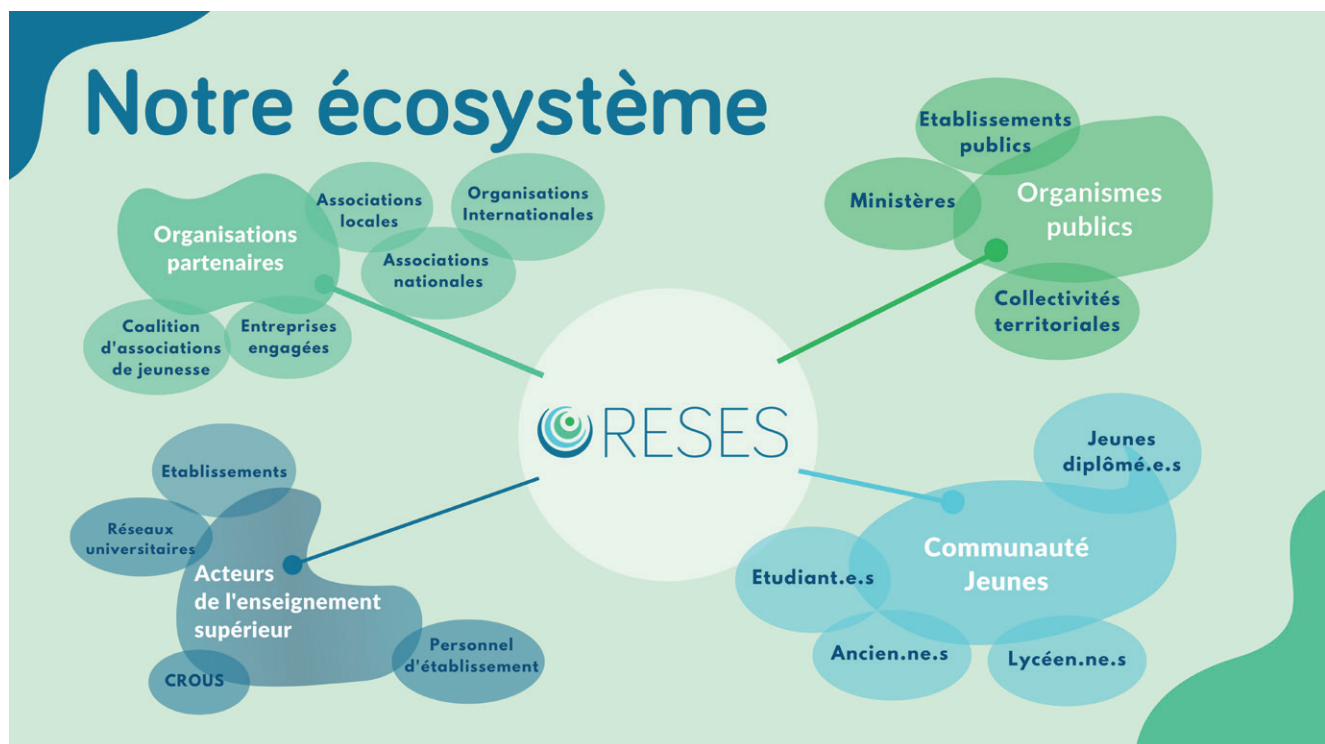 Notre écosystème
Organisations
partenaires
Associations
locales
Organisations
Internationales
Associations
nationales
Coalition
d'associations
de jeunesse
Entreprises
engagées
Etablissements
publics
Ministères
Organismes
publics
Collectivités
territoriales
RESES
Etablissements
Réseaux
universitaires
Acteurs
de l'enseignement
supérieur
Personnel
d'établissement
CROUS
Jeunes
diplômé.e.s
Communauté
Jeunes
Etudiant.e.s
Ancien.ne.s
Lycéen.ne.s